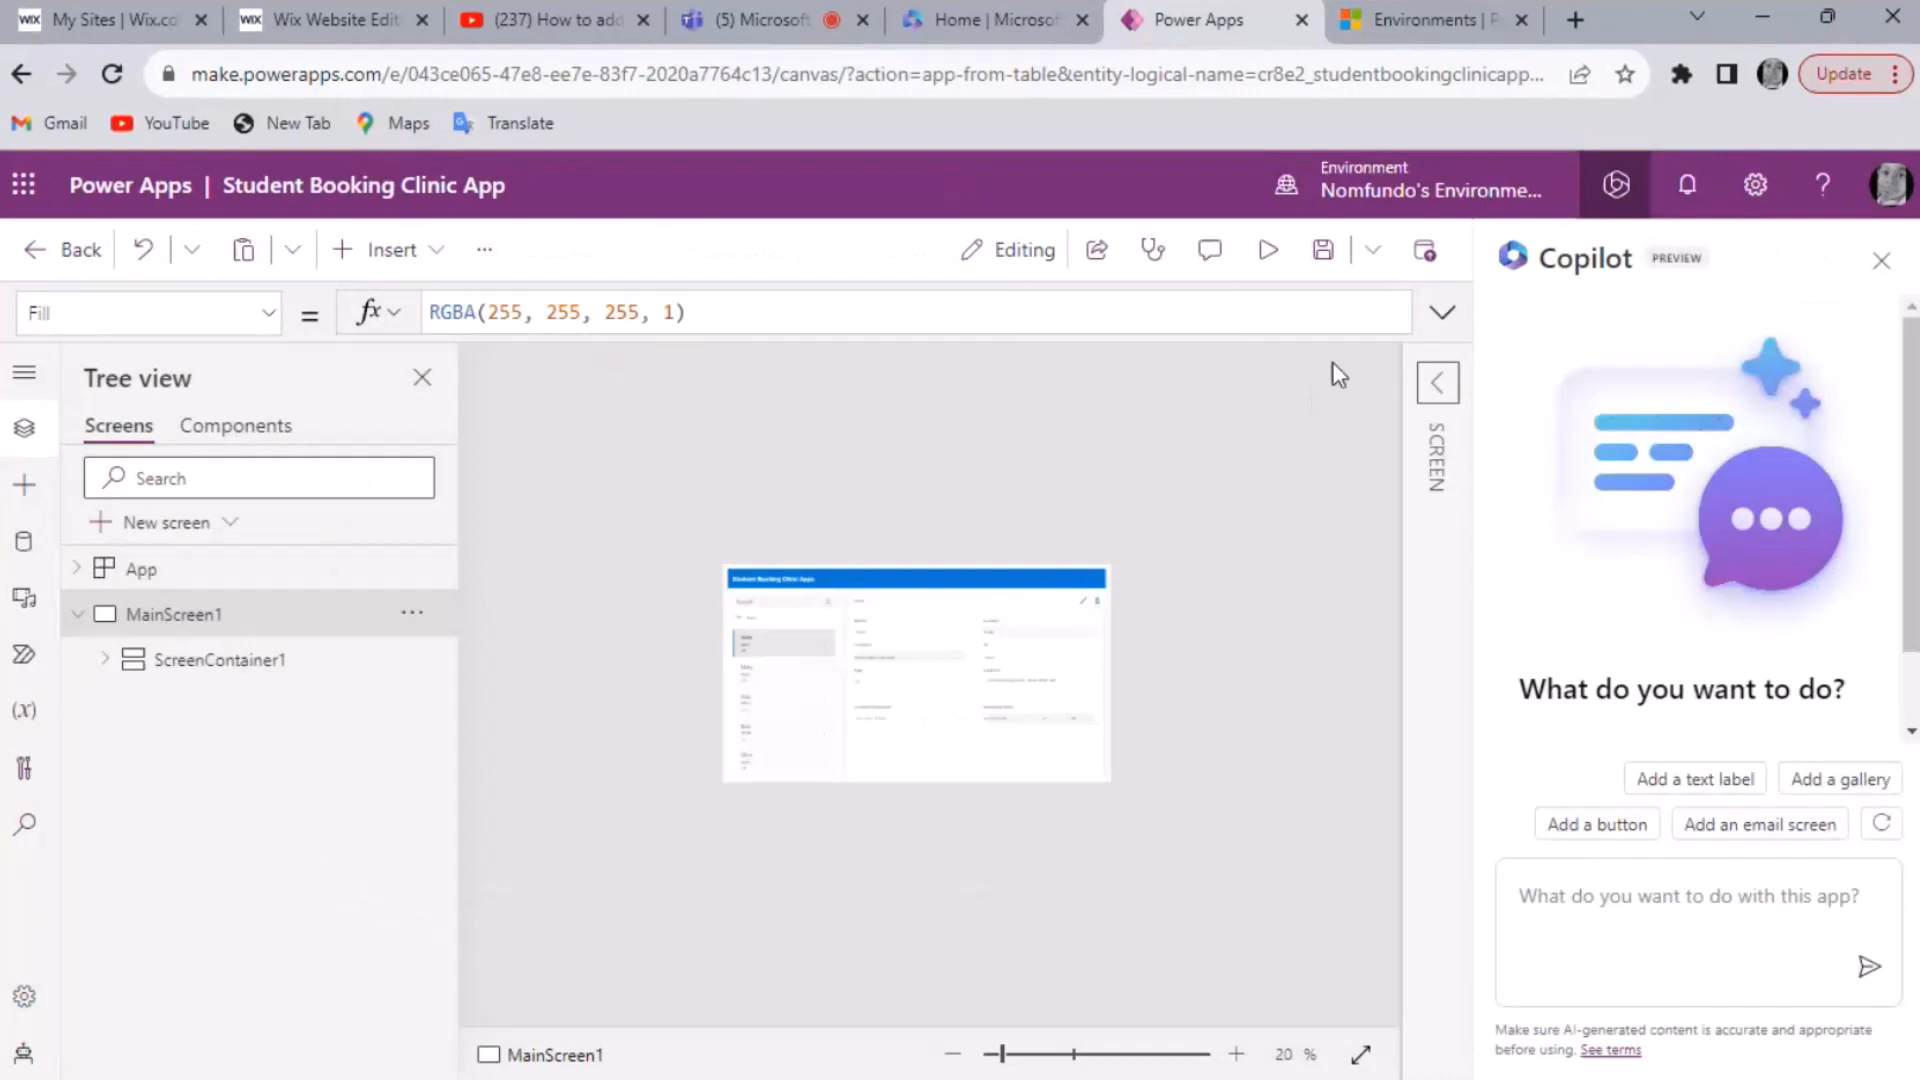 My Sites | Wix.co
Wix Website Edit
(237) How to add
(5) Microsoft
Home | Microsof
Power Apps
Environments | P
make.powerapps.com/e/043ce065-47e8-ee7e-83f7-2020a7764c13/canvas/?action=app-from-table&entity-logical-name=cr8e2_studentbookingclinicapp...
Update
Gmail
YouTube
New Tab
Maps
Translate
Power Apps | Student Booking Clinic App
Environment
Nomfundo's Environme...
Back
Insert
Editing
Copilot
PREVIEW
Fill
=
fx
RGBA(255, 255, 255, 1)
Tree view
Screens
Components
Search
New screen
App
MainScreen1
ScreenContainer1
Student Booking Clinic Apps
SCREEN
What do you want to do?
Add a text label
Add a gallery
Add a button
Add an email screen
What do you want to do with this app?
Make sure AI-generated content is accurate and appropriate
before using. See terms
MainScreen1
20 %